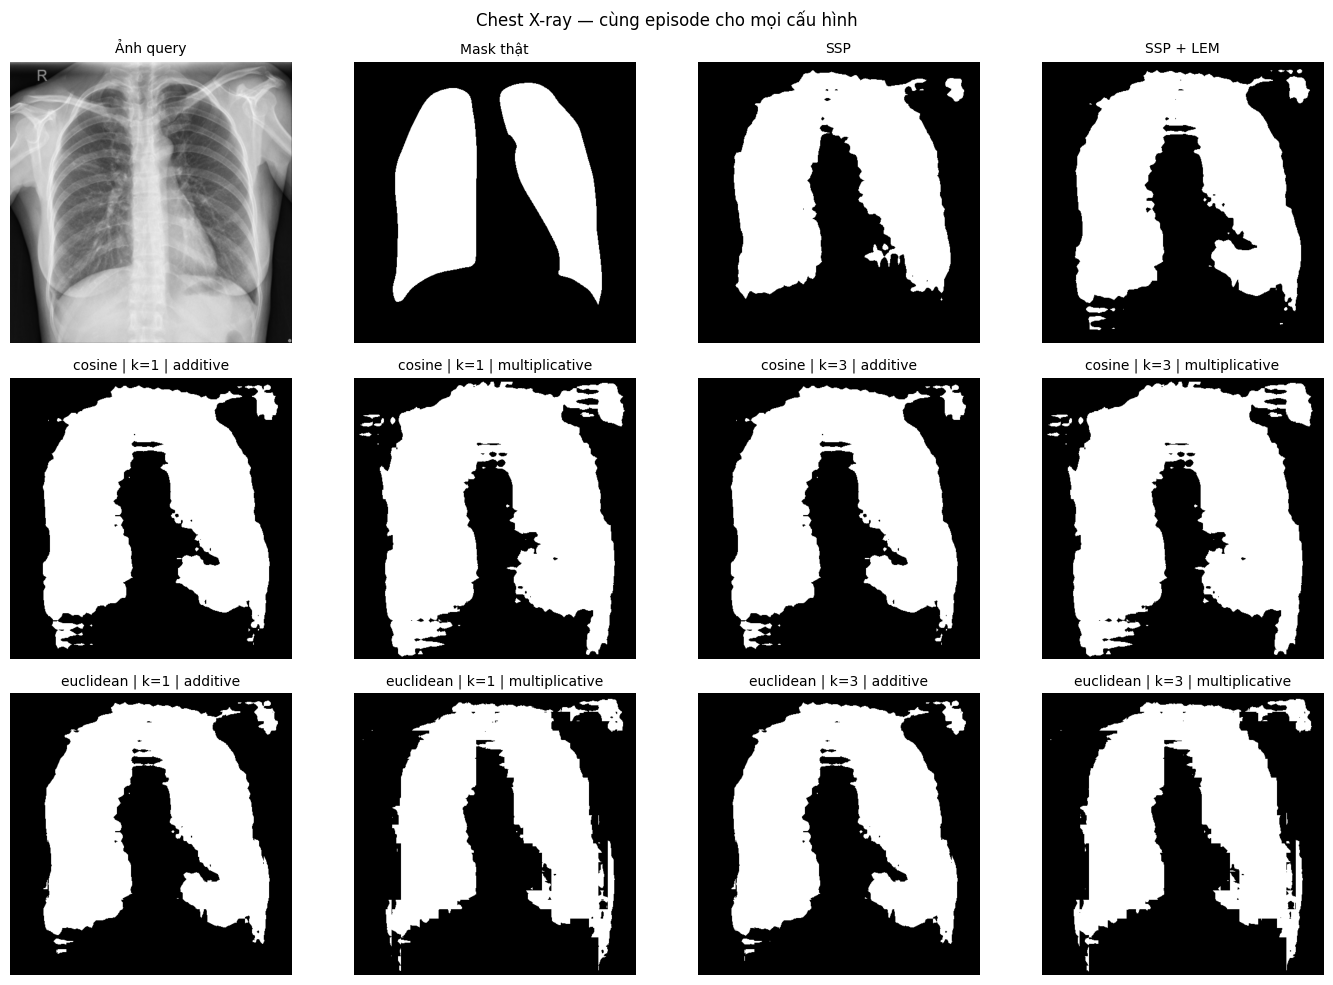 Chest X-ray — cùng episode cho mọi cấu hình
Ảnh query
Mask thật
SSP
SSP + LEM
R
cosine | k=1 | additive
cosine | k=1 | multiplicative
cosine | k=3 | additive
cosine | k=3 | multiplicative
euclidean | k=1 | additive
euclidean | k=1 | multiplicative
euclidean | k=3 | additive
euclidean | k=3 | multiplicative